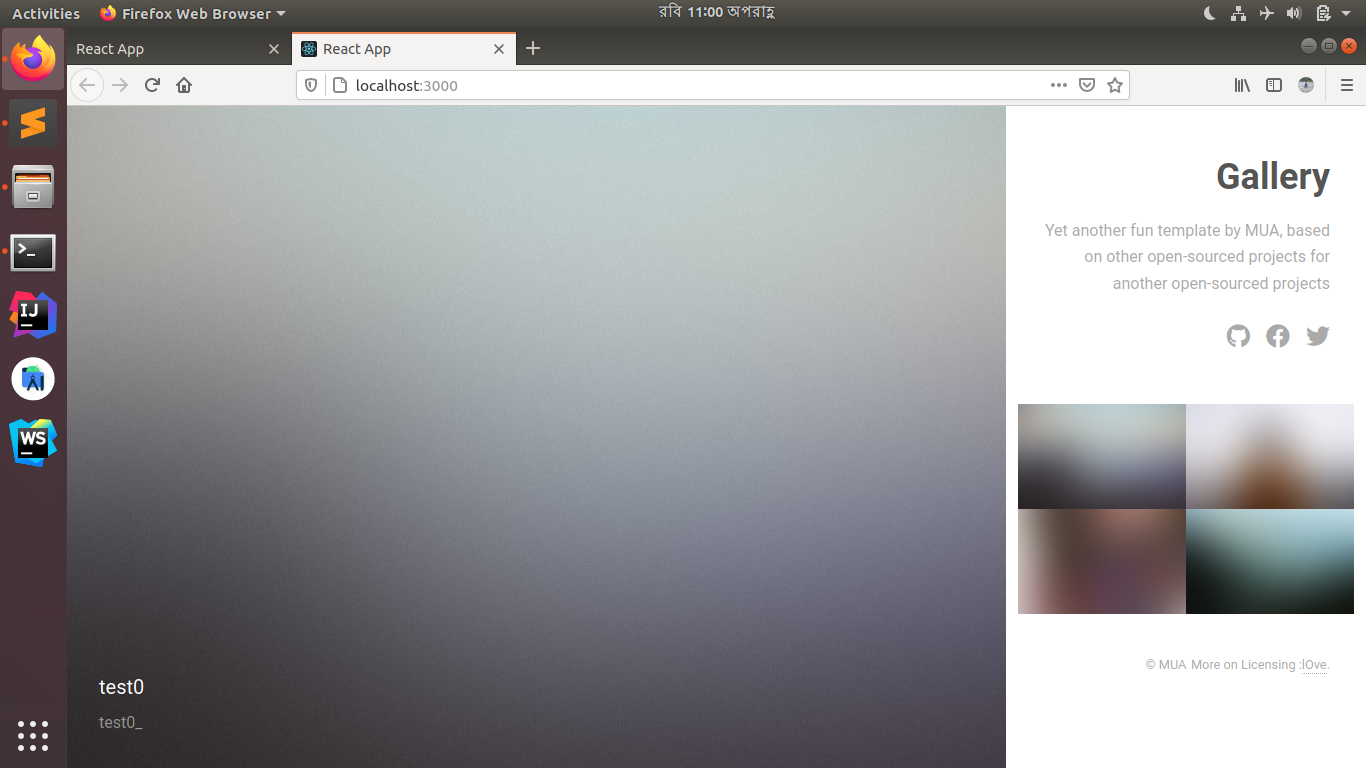 Activities
Firefox Web Browser
রবি 11:00 অপরাহ্ণ
React App
React App
localhost:3000
IJ
WS
test0
test0_
Gallery
Yet another fun template by MUA, based
on other open-sourced projects for
another open-sourced projects
© MUA More on Licensing :lOve.